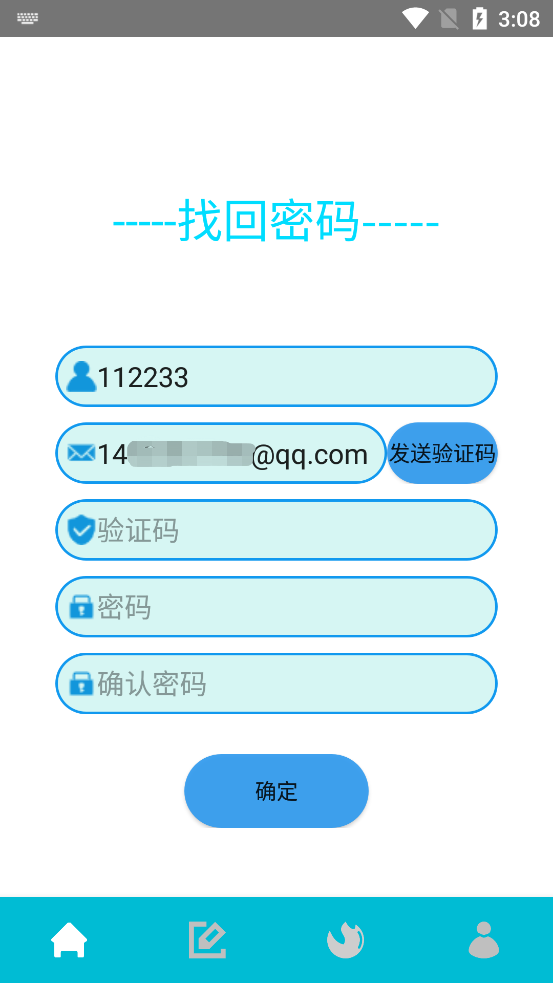 3:08
-----找回密码-----
112233
14 @qq.com
发送验证码
验证码
密码
确认密码
确定